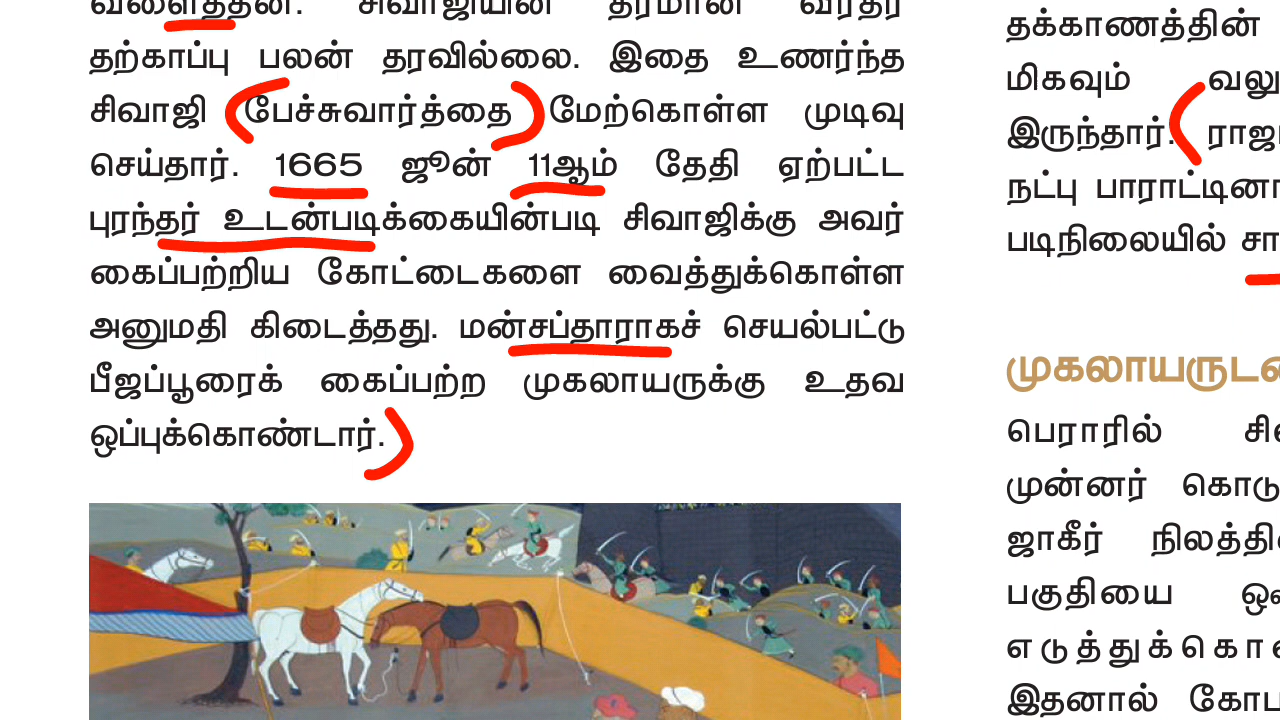 சிவாஜியின் தீரமான வீரதீர
தற்காப்பு பலன் தரவில்லை. இதை உணர்ந்த
சிவாஜி பேச்சுவார்த்தை மேற்கொள்ள முடிவு
செய்தார். 1665 ஜூன் 11ஆம் தேதி ஏற்பட்ட
புரந்தர் உடன்படிக்கையின்படி சிவாஜிக்கு அவர்
கைப்பற்றிய கோட்டைகளை வைத்துக்கொள்ள
அனுமதி கிடைத்தது. மன்சப்தாராகச் செயல்பட்டு
பீஜப்பூரைக் கைப்பற்ற முகலாயருக்கு உதவ
ஒப்புக்கொண்டார்.
தக்காணத்தின்
மிகவும்
இருந்தார்.
நட்பு
படிநிலையில்
பெராரில்
முன்னர்
ஜாகீர்
பகுதியை
இதனால்